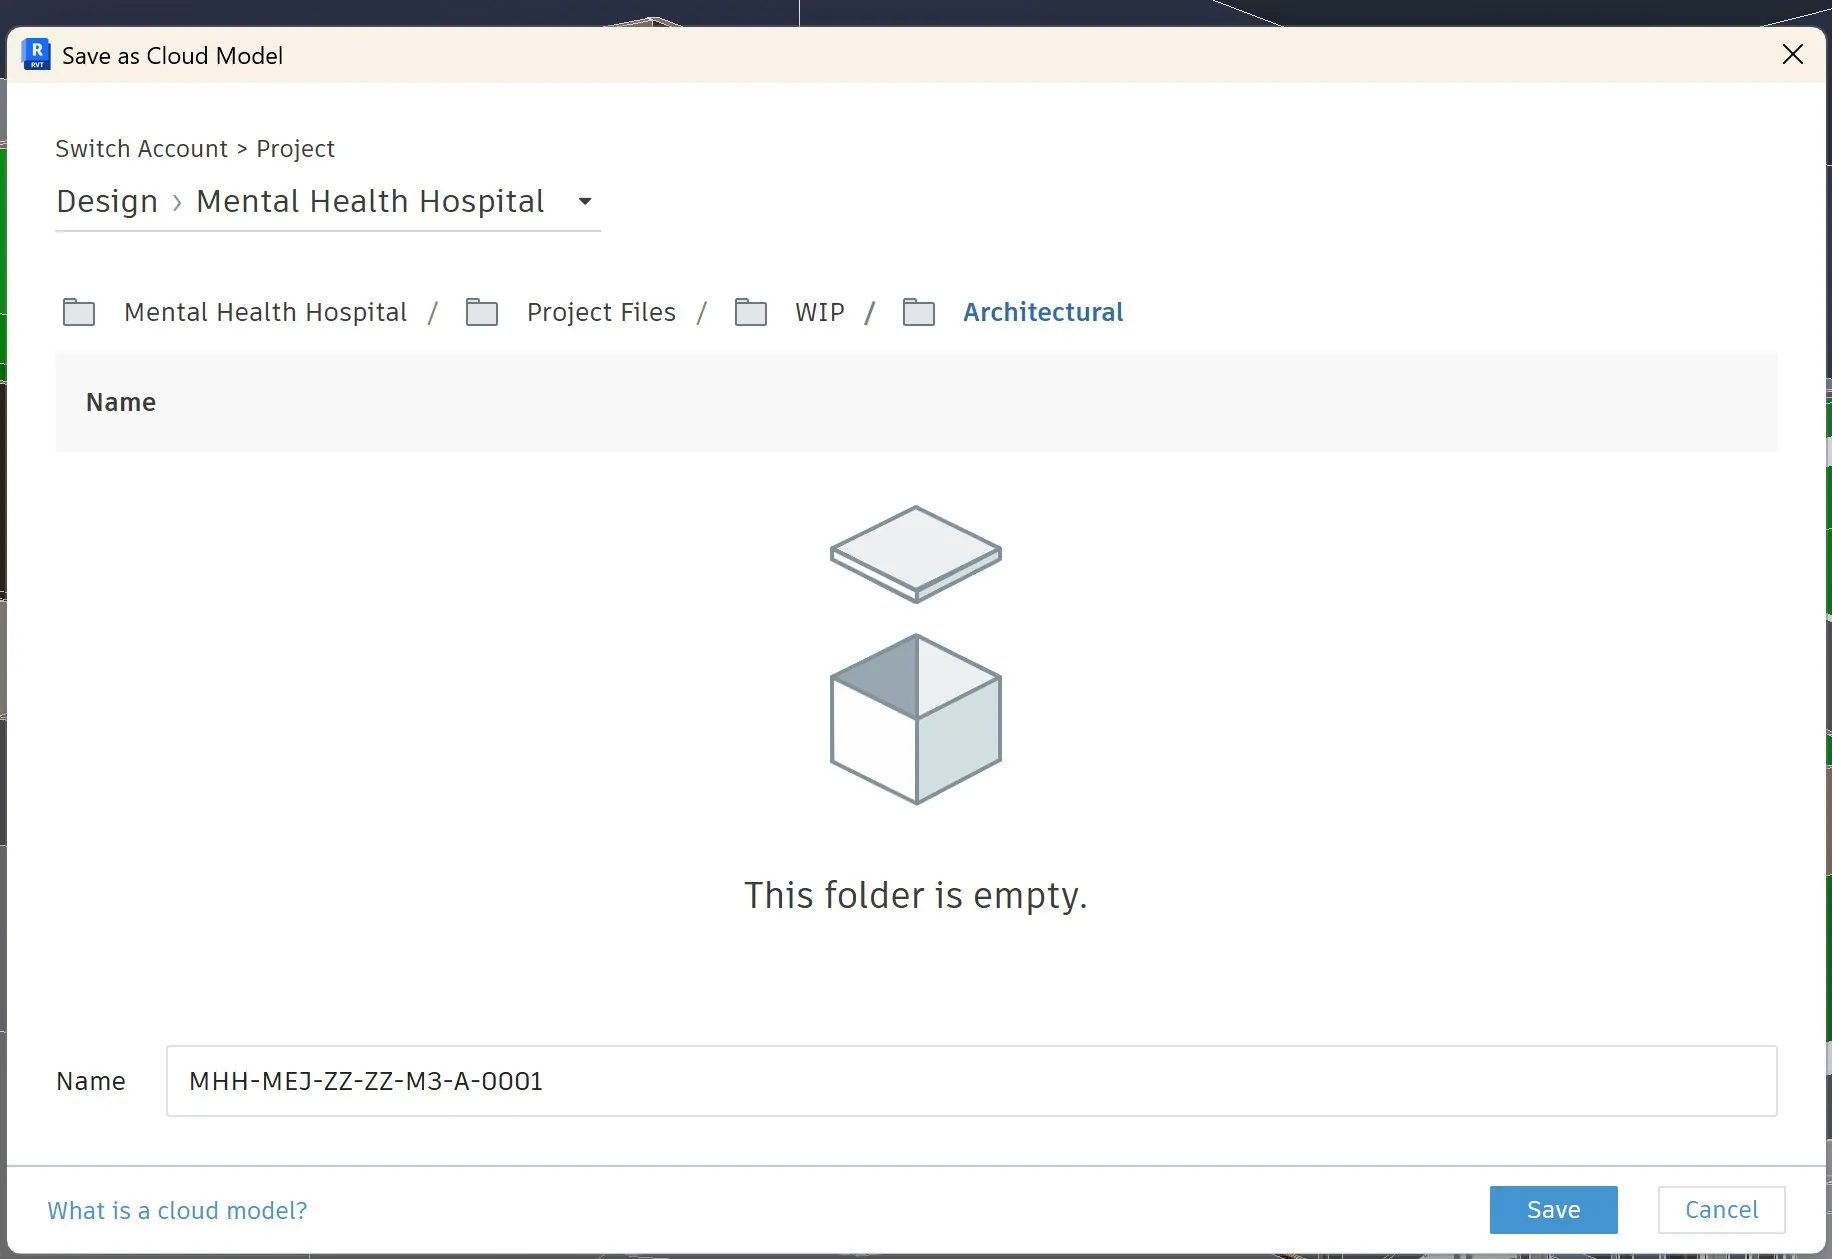 R
RVT
Save as Cloud Model
Switch Account > Project
Design › Mental Health Hospital
Mental Health Hospital / Project Files / WIP / Architectural
Name
This folder is empty.
Name MHH-MEJ-ZZ-ZZ-M3-A-0001
What is a cloud model? Save Cancel